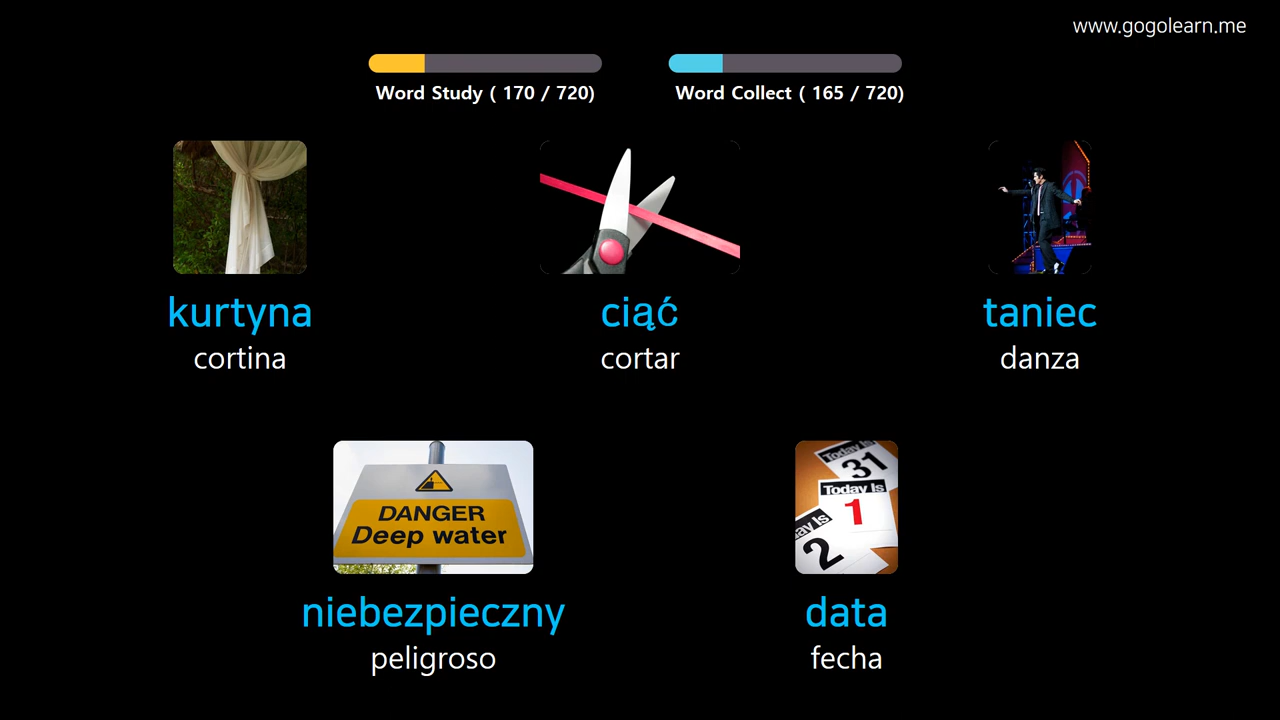 www.gogolearn.me
Word Study ( 170 / 720)
Word Collect ( 165 / 720)
kurtyna
cortina
ciąć
cortar
taniec
danza
DANGER
Deep water
niebezpieczny
peligroso
Today Is
31
Today Is
1
ay Is
2
data
fecha